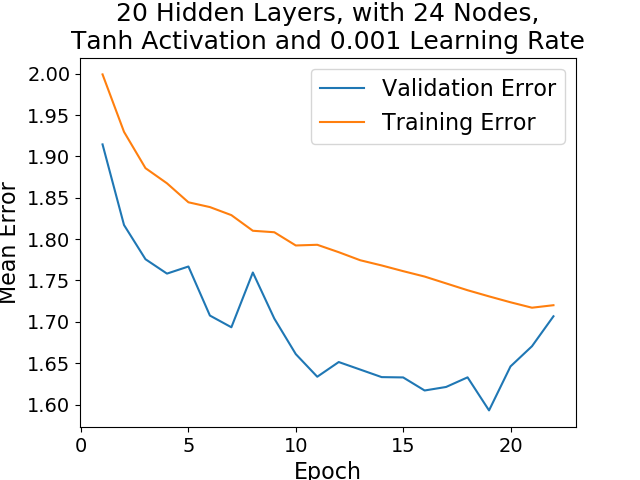 20 Hidden Layers, with 24 Nodes,
Tanh Activation and 0.001 Learning Rate
Validation Error
Training Error
Mean Error
2.00
1.95
1.90
1.85
1.80
1.75
1.70
1.65
1.60
0 5 10 15 20
Epoch